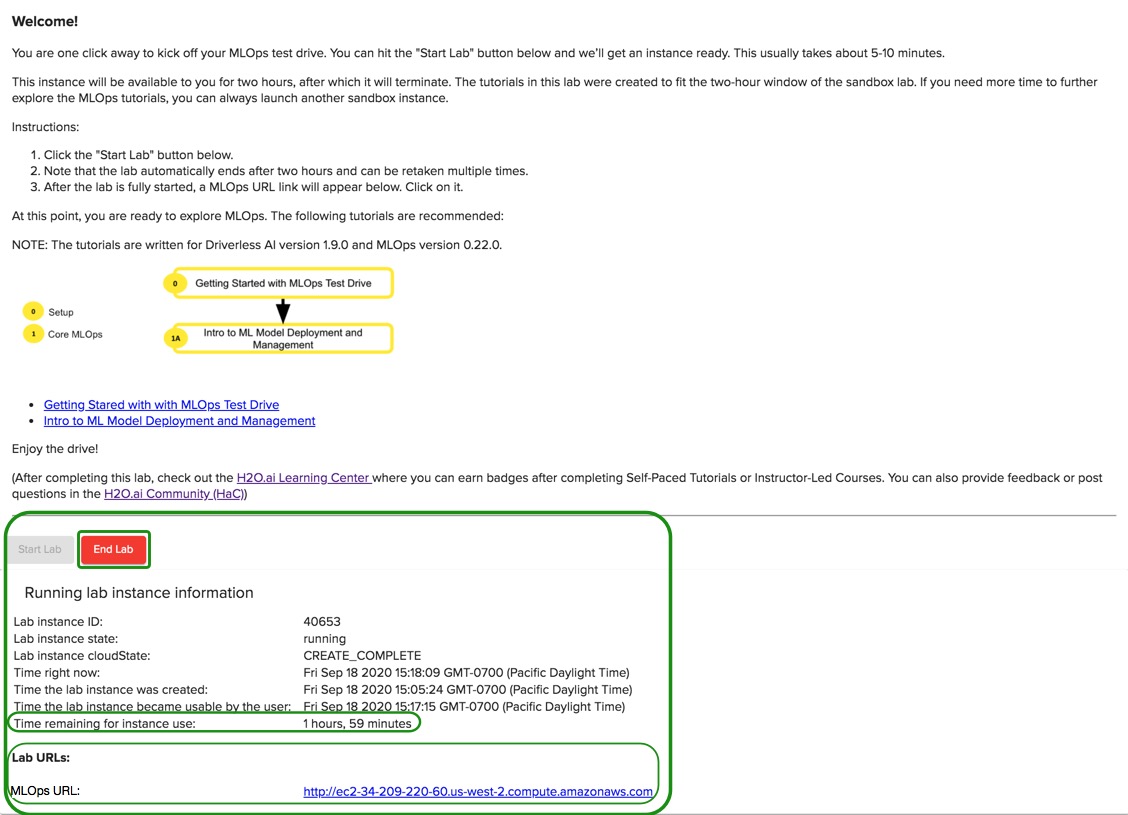 Welcome!
You are one click away to kick off your MLOps test drive. You can hit the "Start Lab" button below and we'll get an instance ready. This usually takes about 5-10 minutes.
This instance will be available to you for two hours, after which it will terminate. The tutorials in this lab were created to fit the two-hour window of the sandbox lab. If you need more time to further
explore the MLOps tutorials, you can always launch another sandbox instance.
Instructions:
1. Click the "Start Lab" button below.
2. Note that the lab automatically ends after two hours and can be retaken multiple times.
3. After the lab is fully started, a MLOps URL link will appear below. Click on it.
At this point, you are ready to explore MLOps. The following tutorials are recommended:
NOTE: The tutorials are written for Driverless AI version 1.9.0 and MLOps version 0.22.0.
0 Getting Started with MLOps Test Drive
0 Setup
1 Core MLOps
1A Intro to ML Model Deployment and
Management
• Getting Stared with with MLOps Test Drive
• Intro to ML Model Deployment and Management
Enjoy the drive!
(After completing this lab, check out the H2O.ai Learning Center where you can earn badges after completing Self-Paced Tutorials or Instructor-Led Courses. You can also provide feedback or post
questions in the H2O.ai Community (HaC))
Start Lab End Lab
Running lab instance information
Lab instance ID: 40653
Lab instance state: running
Lab instance cloudState: CREATE_COMPLETE
Time right now: Fri Sep 18 2020 15:18:09 GMT-0700 (Pacific Daylight Time)
Time the lab instance was created: Fri Sep 18 2020 15:05:24 GMT-0700 (Pacific Daylight Time)
Time the lab instance became usable by the user: Fri Sep 18 2020 15:17:15 GMT-0700 (Pacific Daylight Time)
Time remaining for instance use: 1 hours, 59 minutes
Lab URLs:
MLOps URL: http://ec2-34-209-220-60.us-west-2.compute.amazonaws.com